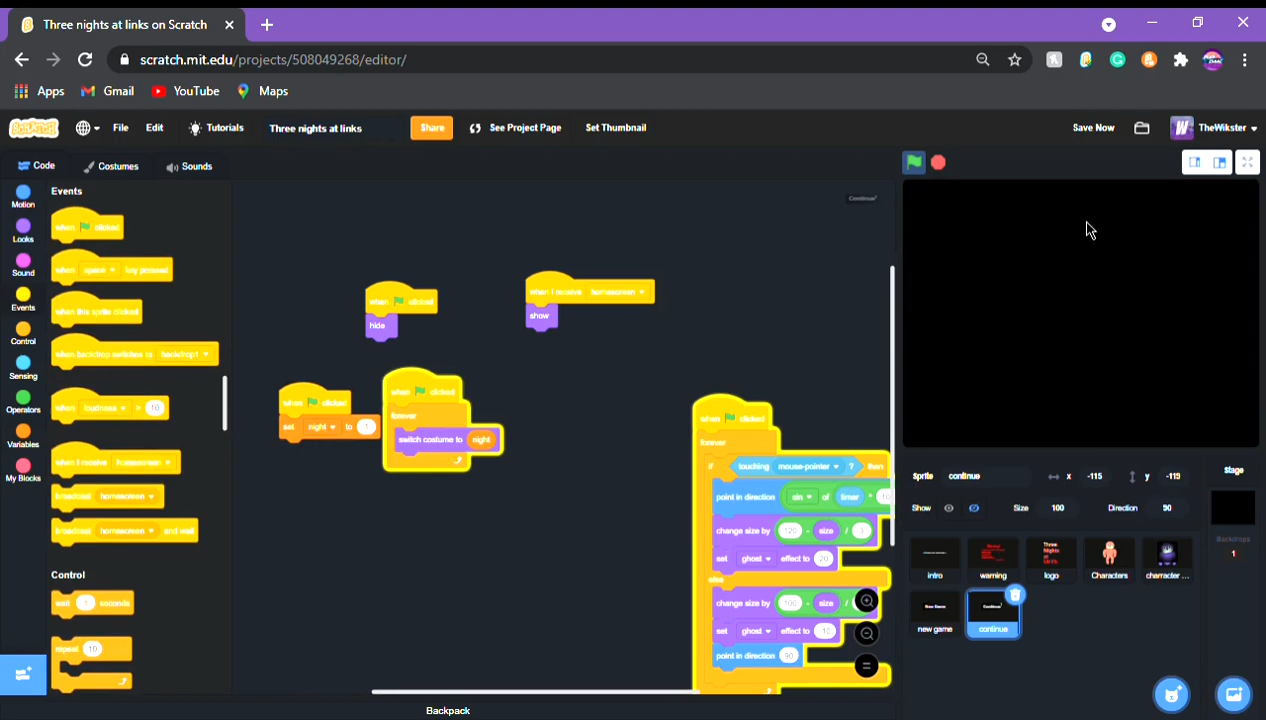 Three nights at links on Scratch
scratch.mit.edu/projects/508049268/editor/
Apps Gmail YouTube Maps
SCRATCH File Edit Tutorials Three nights at links Share See Project Page Set Thumbnail Save Now TheWikster
Code Costumes Sounds
Motion
Looks
Sound
Events
Control
Sensing
Operators
Variables
My Blocks
Events
when clicked
when space key pressed
when this sprite clicked
when backdrop switches to backdrop1
when loudness > 10
when I receive homescreen
broadcast homescreen
broadcast homescreen and wait
Control
wait 1 seconds
repeat 10
Continue
when clicked
hide
when I receive homescreen
show
when clicked
set night to 1
when clicked
forever
switch costume to night
when clicked
forever
if touching mouse-pointer ? then
point in direction sin of timer *
change size by 120 - size /
set ghost effect to 20
else
change size by 100 - size /
set ghost effect to
point in direction 90
Sprite continue x -115 y -119
Show Size 100 Direction 90
Stage
Backdrops
1
intro
warning
Three
Nights
at
logo
Characters
New Game
new game
Continue
continue
Backpack